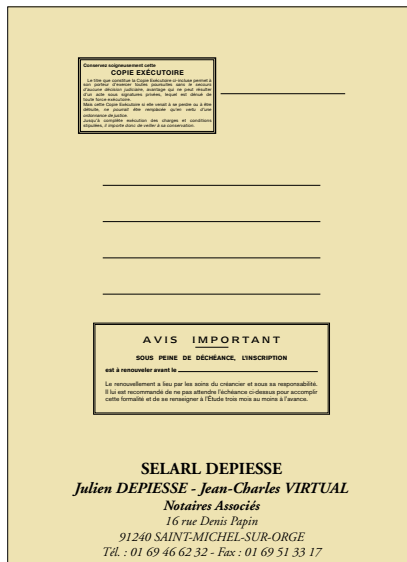 Conservez soigneusement cette
COPIE EXÉCUTOIRE
Le titre que constitue la Copie Exécutoire ci-incluse permet à
son porteur d'exercer toutes poursuites sans le secours
d'aucune décision judiciaire, avantage qui ne peut résulter
d'un acte sous signatures privées, lequel est dénué de
toute force exécutoire.
Mais cette Copie Exécutoire si elle venait à se perdre ou à être
détruite, ne pourrait être remplacée qu'en vertu d'une
ordonnance de justice.
Jusqu'à complète exécution des charges et conditions
stipulées, il importe donc de veiller à sa conservation.
AVIS IMPORTANT
SOUS PEINE DE DÉCHÉANCE, L'INSCRIPTION
est à renouveler avant le
Le renouvellement a lieu par les soins du créancier et sous sa responsabilité.
Il lui est recommandé de ne pas attendre l'échéance ci-dessus pour accomplir
cette formalité et de se renseigner à l'Étude trois mois au moins à l'avance.
SELARL DEPIESSE
Julien DEPIESSE - Jean-Charles VIRTUAL
Notaires Associés
16 rue Denis Papin
91240 SAINT-MICHEL-SUR-ORGE
Tél. : 01 69 46 62 32 - Fax : 01 69 51 33 17